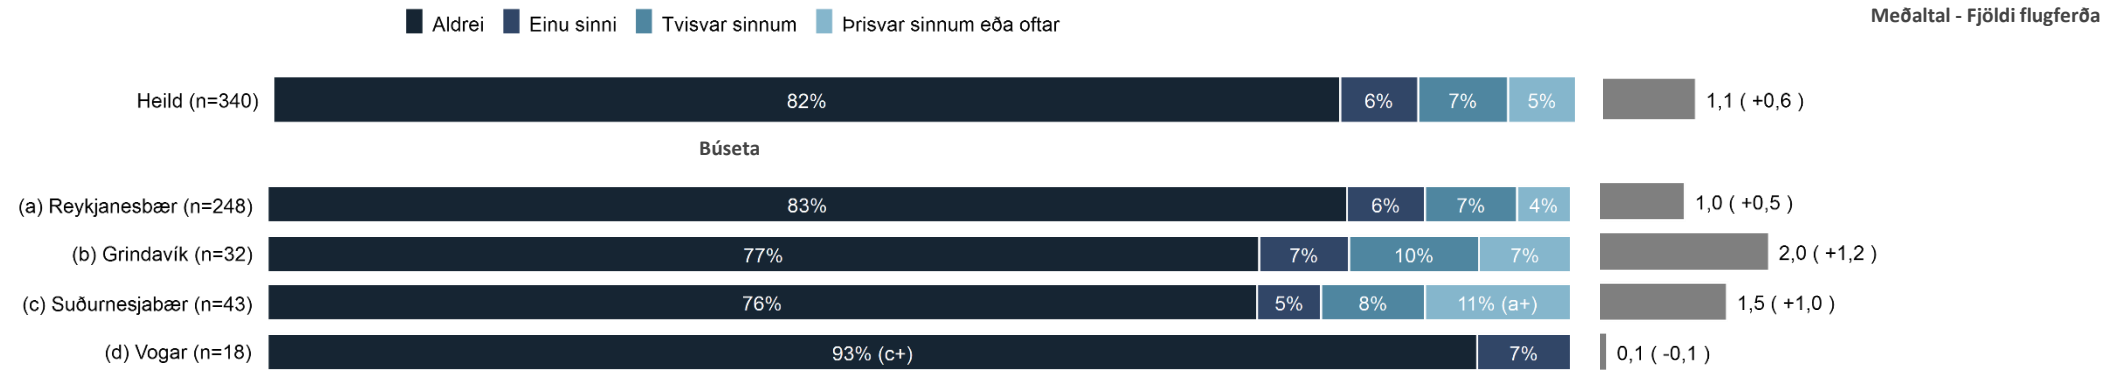 Aldrei Einu sinni Tvisvar sinnum Þrisvar sinnum eða oftar
Meðaltal - Fjöldi flugferða
Heild (n=340) 82% 6% 7% 5% 1,1 ( +0,6 )
Búseta
(a) Reykjanesbær (n=248) 83% 6% 7% 4% 1,0 ( +0,5 )
(b) Grindavík (n=32) 77% 7% 10% 7% 2,0 ( +1,2 )
(c) Suðurnesjabær (n=43) 76% 5% 8% 11% (a+) 1,5 ( +1,0 )
(d) Vogar (n=18) 93% (c+) 7% 0,1 ( -0,1 )